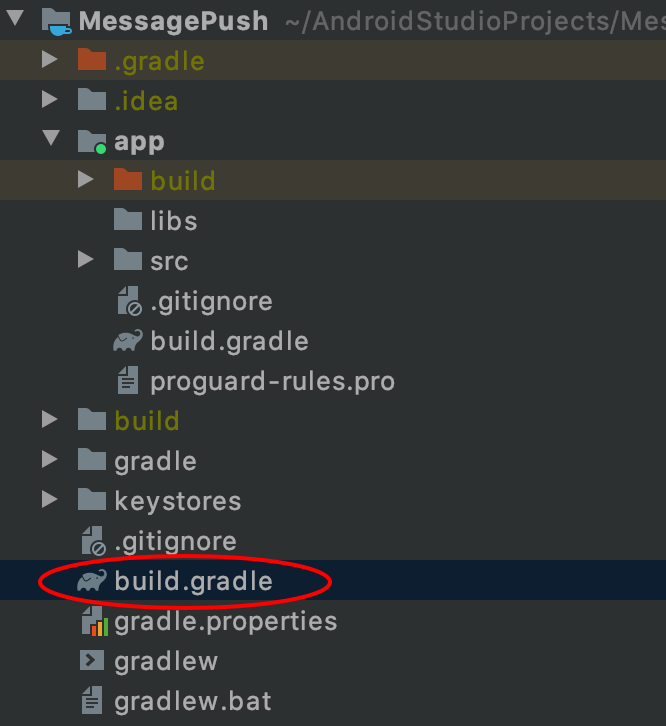 MessagePush ~/AndroidStudioProjects/Mes
.gradle
.idea
app
build
libs
src
.gitignore
build.gradle
proguard-rules.pro
build
gradle
keystores
.gitignore
build.gradle
gradle.properties
gradlew
gradlew.bat